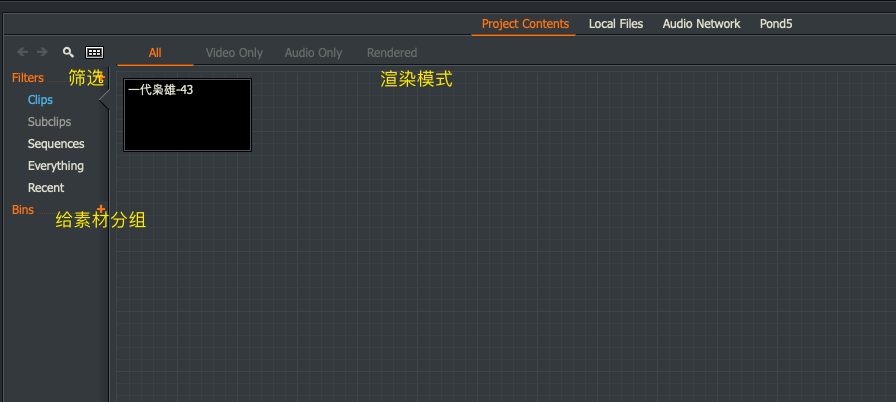 Project Contents Local Files Audio Network Pond5
All Video Only Audio Only Rendered
Filters 筛选 +
渲染模式
一代枭雄-43
Clips
Subclips
Sequences
Everything
Recent
Bins +
给素材分组